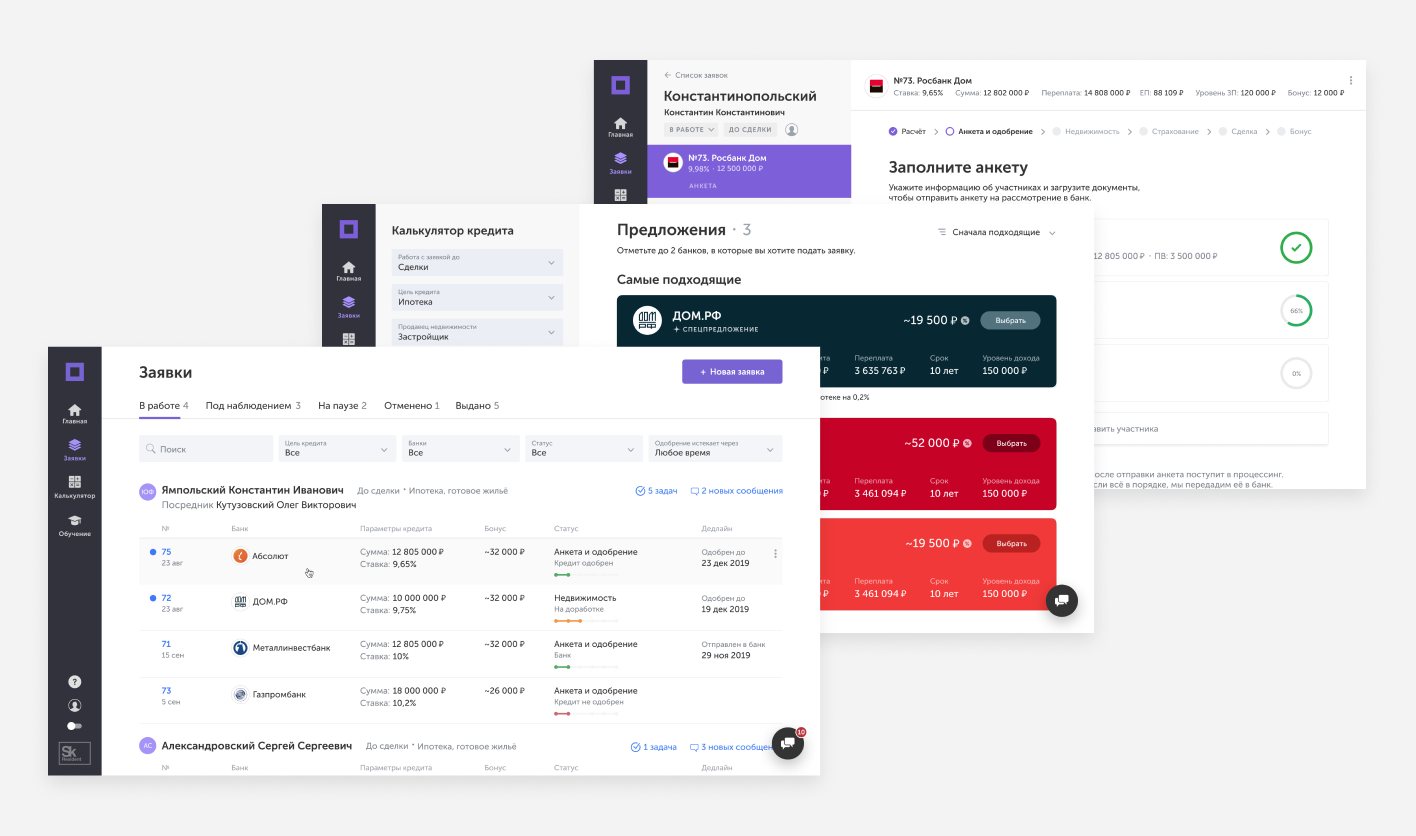 Главная
Заявки
← Список заявок
Константинопольский
Константин Константинович
В РАБОТЕ
ДО СДЕЛКИ
№73. Росбанк Дом
9,98% · 12 500 000 ₽
АНКЕТА
№73. Росбанк Дом
Ставка: 9,65% Сумма: 12 802 000 ₽ Переплата: 14 808 000 ₽ ЕП: 88 109 ₽ Уровень ЗП: 120 000 ₽ Бонус: 12 000 ₽
Расчёт Анкета и одобрение Недвижимость Страхование Сделка Бонус
Заполните анкету
Укажите информацию об участниках и загрузите документы,
чтобы отправить анкету на рассмотрение в банк.
12 805 000 ₽ · ПВ: 3 500 000 ₽
66%
0%
участника
осле отправки анкета поступит в процессинг.
сли всё в порядке, мы передадим её в банк.
Главная
Заявки
Калькулятор кредита
Работа с заявкой до
Сделки
Цель кредита
Ипотека
Продавец недвижимости
Застройщик
Предложения · 3
Сначала подходящие
Отметьте до 2 банков, в которые вы хотите подать заявку.
Самые подходящие
ДОМ.РФ
СПЕЦПРЕДЛОЖЕНИЕ
~19 500 ₽
Выбрать
Переплата Срок Уровень дохода
₽ 3 635 763 ₽ 10 лет 150 000 ₽
отеке на 0,2%
~52 000 ₽
Выбрать
Переплата Срок Уровень дохода
₽ 3 461 094 ₽ 10 лет 150 000 ₽
~19 500 ₽
Выбрать
Переплата Срок Уровень дохода
₽ 3 461 094 ₽ 10 лет 150 000 ₽
Главная
Заявки
Калькулятор
Обучение
?
Sk
Resident
Заявки
+ Новая заявка
В работе 4 Под наблюдением 3 На паузе 2 Отменено 1 Выдано 5
Поиск
Цель кредита
Все
Банки
Все
Статус
Все
Одобрение истекает через
Любое время
ЮФ
Ямпольский Константин Иванович До сделки • Ипотека, готовое жильё
5 задач
2 новых сообщения
Посредник Кутузовский Олег Викторович
№ Банк Параметры кредита Бонус Статус Дедлайн
75
23 авг
Абсолют
Сумма: 12 805 000 ₽
Ставка: 9,65%
~32 000 ₽
Анкета и одобрение
Кредит одобрен
Одобрен до
23 дек 2019
72
23 авг
ДОМ.РФ
Сумма: 10 000 000 ₽
Ставка: 9,75%
~32 000 ₽
Недвижимость
На доработке
Одобрен до
19 дек 2019
71
15 сен
Металлинвестбанк
Сумма: 12 805 000 ₽
Ставка: 10%
~32 000 ₽
Анкета и одобрение
Банк
Отправлен в банк
29 ноя 2019
73
5 сен
Газпромбанк
Сумма: 18 000 000 ₽
Ставка: 10,2%
~26 000 ₽
Анкета и одобрение
Кредит не одобрен
АС
Александровский Сергей Сергеевич До сделки • Ипотека, готовое жильё
1 задача
3 новых сообщен
10
№ Банк Параметры кредита Бонус Статус Дедлайн